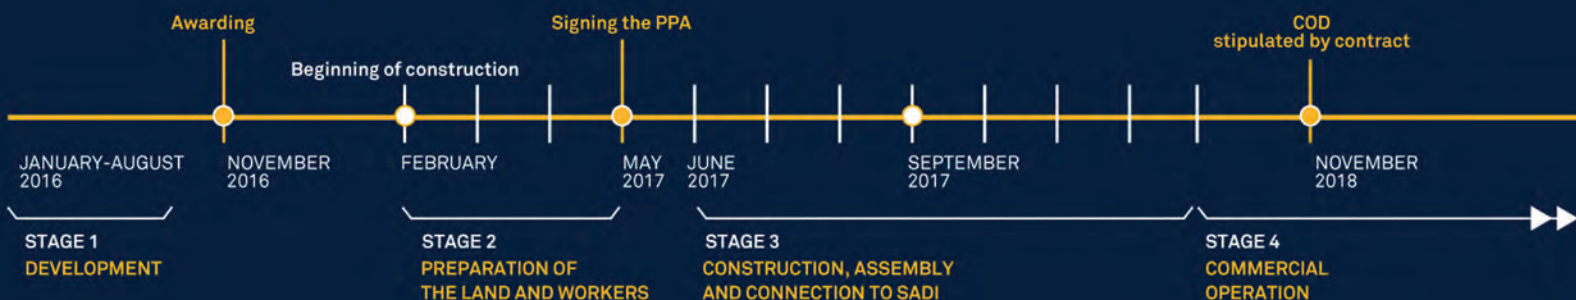 Awarding
Signing the PPA
COD
stipulated by contract
Beginning of construction
JANUARY-AUGUST
2016
NOVEMBER
2016
FEBRUARY
MAY
2017
JUNE
2017
SEPTEMBER
2017
NOVEMBER
2018
STAGE 1
DEVELOPMENT
STAGE 2
PREPARATION OF
THE LAND AND WORKERS
STAGE 3
CONSTRUCTION, ASSEMBLY
AND CONNECTION TO SADI
STAGE 4
COMMERCIAL
OPERATION